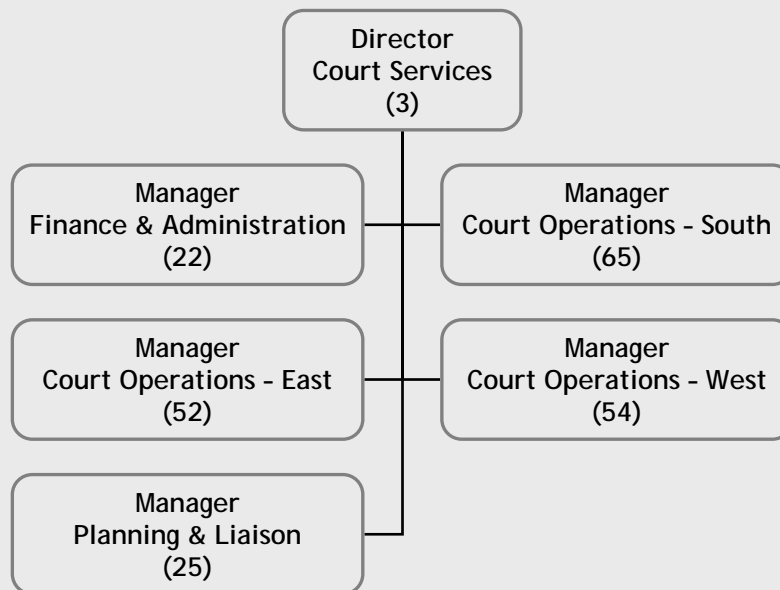 Director
Court Services
(3)
Manager
Finance & Administration
(22)
Manager
Court Operations - South
(65)
Manager
Court Operations - East
(52)
Manager
Court Operations - West
(54)
Manager
Planning & Liaison
(25)